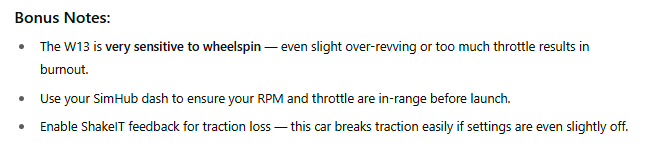 Bonus Notes:
• The W13 is very sensitive to wheelspin — even slight over-revving or too much throttle results in
burnout.
• Use your SimHub dash to ensure your RPM and throttle are in-range before launch.
• Enable ShakeIT feedback for traction loss — this car breaks traction easily if settings are even slightly off.